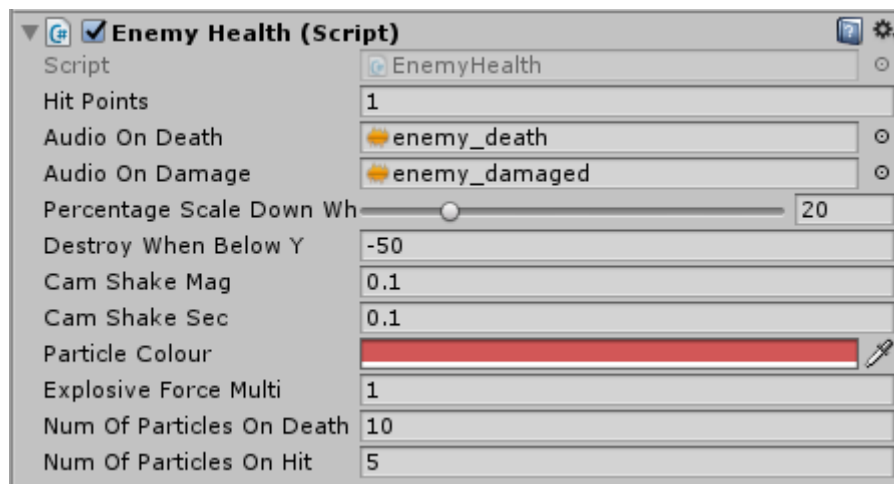 Enemy Health (Script)
Script EnemyHealth
Hit Points 1
Audio On Death enemy_death
Audio On Damage enemy_damaged
Percentage Scale Down Wh 20
Destroy When Below Y -50
Cam Shake Mag 0.1
Cam Shake Sec 0.1
Particle Colour
Explosive Force Multi 1
Num Of Particles On Death 10
Num Of Particles On Hit 5